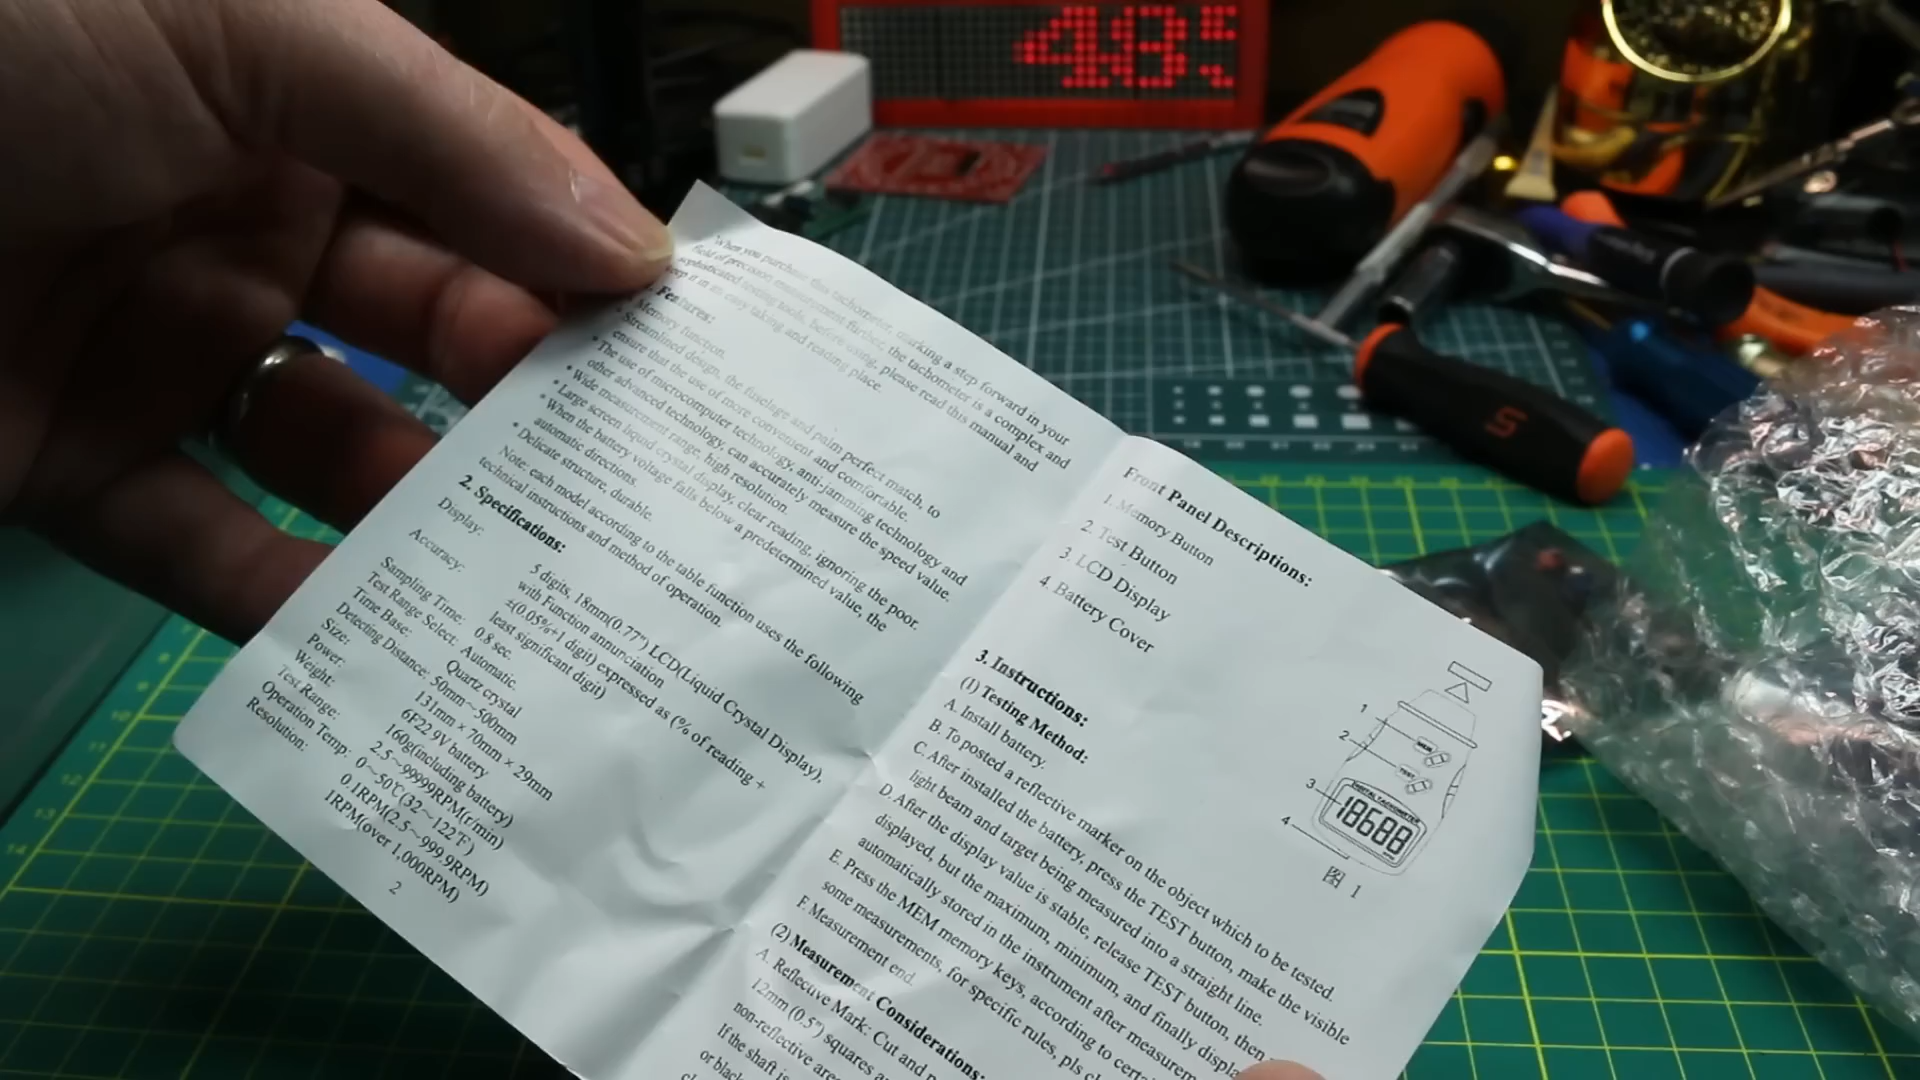 4.8:5
When you purchase this tachometer, marking a step forward in your
field of precision measurement further, the tachometer is a complex and
sophisticated testing tools, before using, please read this manual and
keep it in an easy taking and reading place.
Features:
Memory function.
• Streamlined design, the fuselage and palm perfect match, to
ensure that the use of more convenient and comfortable.
• The use of microcomputer technology, anti-jamming technology and
other advanced technology, can accurately measure the speed value.
• Wide measurement range, high resolution.
• Large screen liquid crystal display, clear reading, ignoring the poor.
• When the battery voltage falls below a predetermined value, the
automatic directions.
• Delicate structure, durable.
Note: each model according to the table function uses the following
technical instructions and method of operation.
2. Specifications:
Display: 5 digits, 18mm(0.77") LCD(Liquid Crystal Display),
with Function annunciation
Accuracy: ±(0.05%+1 digit) expressed as (% of reading +
least significant digit)
Sampling Time: 0.8 sec.
Test Range Select: Automatic.
Time Base: Quartz crystal
Detecting Distance: 50mm~500mm
Size: 131mm × 70mm × 29mm
Power: 6F22 9V battery
Weight: 160g(including battery)
Test Range: 2.5~9999RPM(r/min)
Operation Temp: 0~50℃(32~122℉)
Resolution: 0.1RPM(2.5~999.9RPM)
1RPM(over 1,000RPM)
2
Front Panel Descriptions:
1. Memory Button
2. Test Button
3. LCD Display
4. Battery Cover
1
2
3
4
MEM
TEST
DIGITAL TACHOMETER
18688
图 1
3. Instructions:
(1) Testing Method:
A. Install battery.
B. To posted a reflective marker on the object which to be tested.
C. After installed the battery, press the TEST button, make the visible
light beam and target being measured into a straight line.
D. After the display value is stable, release TEST button, then
displayed, but the maximum, minimum, and finally displa
automatically stored in the instrument after measurem
E. Press the MEM memory keys, according to certa
some measurements, for specific rules, pls c
F. Measurement end.
(2) Measurement Considerations:
A. Reflective Mark: Cut and p
12mm (0.5") squares a
non-reflective are
If the shaft is
or blac
S